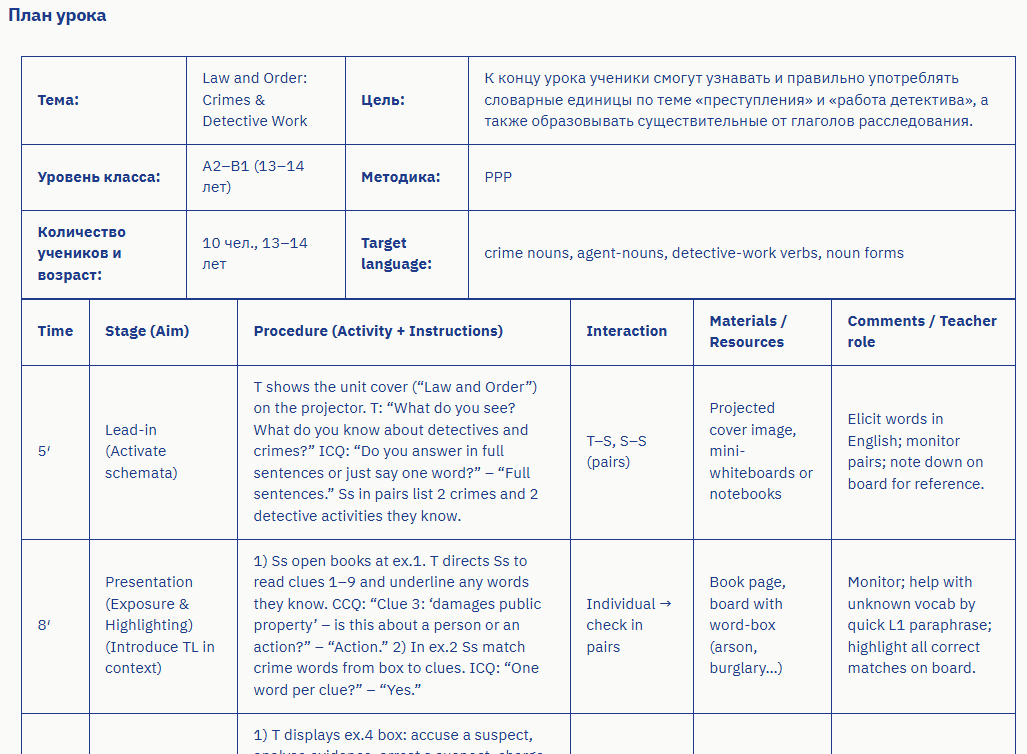 План урока
Тема:
Law and Order:
Crimes &
Detective Work
Цель:
К концу урока ученики смогут узнавать и правильно употреблять
словарные единицы по теме «преступления» и «работа детектива», а
также образовывать существительные от глаголов расследования.
Уровень класса:
A2–B1 (13–14
лет)
Методика:
PPP
Количество
учеников и
возраст:
10 чел., 13–14
лет
Target
language:
crime nouns, agent-nouns, detective-work verbs, noun forms
Time
Stage (Aim)
Procedure (Activity + Instructions)
Interaction
Materials /
Resources
Comments / Teacher
role
5′
Lead-in
(Activate
schemata)
T shows the unit cover (“Law and Order”)
on the projector. T: “What do you see?
What do you know about detectives and
crimes?” ICQ: “Do you answer in full
sentences or just say one word?” – “Full
sentences.” Ss in pairs list 2 crimes and 2
detective activities they know.
T–S, S–S
(pairs)
Projected
cover image,
mini-
whiteboards or
notebooks
Elicit words in
English; monitor
pairs; note down on
board for reference.
8′
Presentation
(Exposure &
Highlighting)
(Introduce TL in
context)
1) Ss open books at ex.1. T directs Ss to
read clues 1–9 and underline any words
they know. CCQ: “Clue 3: ‘damages public
property’ – is this about a person or an
action?” – “Action.” 2) In ex.2 Ss match
crime words from box to clues. ICQ: “One
word per clue?” – “Yes.”
Individual →
check in
pairs
Book page,
board with
word-box
(arson,
burglary…)
Monitor; help with
unknown vocab by
quick L1 paraphrase;
highlight all correct
matches on board.
1) T displays ex.4 box: accuse a suspect,
analyse evidence, arrest a suspect, charge